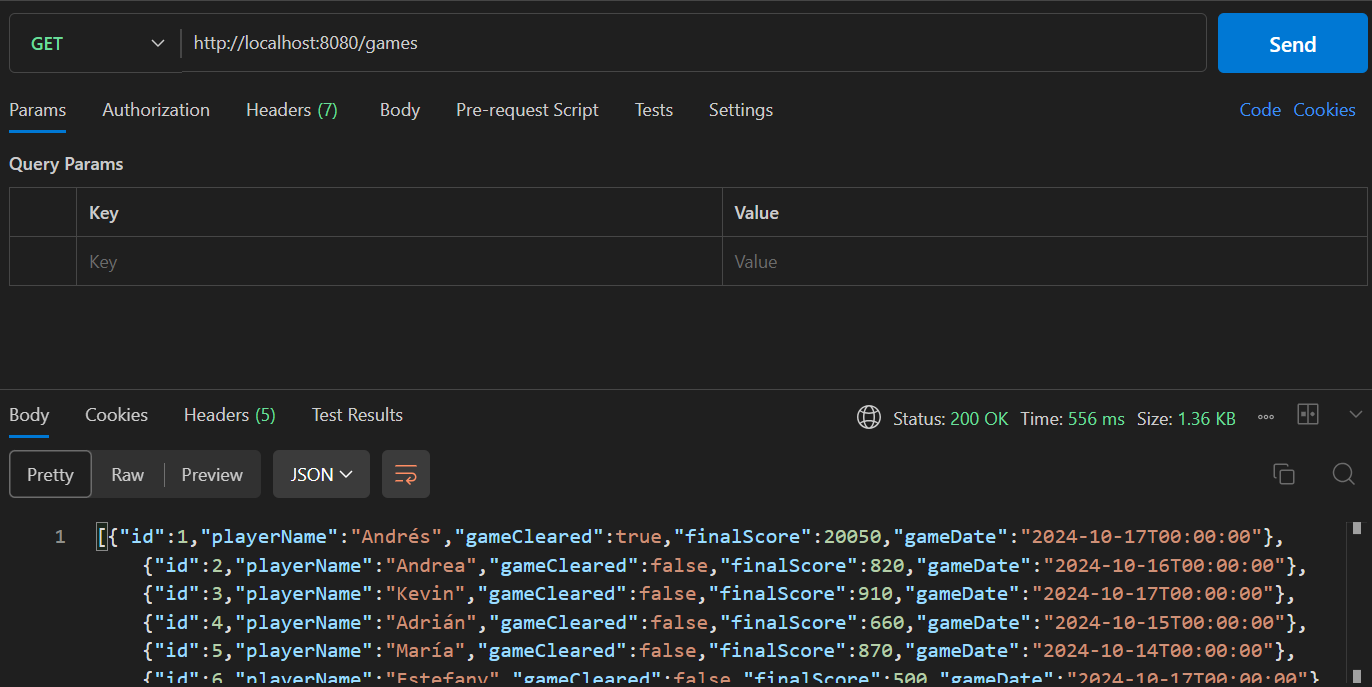 GET http://localhost:8080/games Send
Params Authorization Headers (7) Body Pre-request Script Tests Settings Code Cookies
Query Params
Key Value
Key Value
Body Cookies Headers (5) Test Results Status: 200 OK Time: 556 ms Size: 1.36 KB
Pretty Raw Preview JSON
1 [{"id":1,"playerName":"Andrés","gameCleared":true,"finalScore":20050,"gameDate":"2024-10-17T00:00:00"},
{"id":2,"playerName":"Andrea","gameCleared":false,"finalScore":820,"gameDate":"2024-10-16T00:00:00"},
{"id":3,"playerName":"Kevin","gameCleared":false,"finalScore":910,"gameDate":"2024-10-17T00:00:00"},
{"id":4,"playerName":"Adrián","gameCleared":false,"finalScore":660,"gameDate":"2024-10-15T00:00:00"},
{"id":5,"playerName":"María","gameCleared":false,"finalScore":870,"gameDate":"2024-10-14T00:00:00"},
{"id":6,"playerName":"Estefany","gameCleared":false,"finalScore":500,"gameDate":"2024-10-17T00:00:00"}